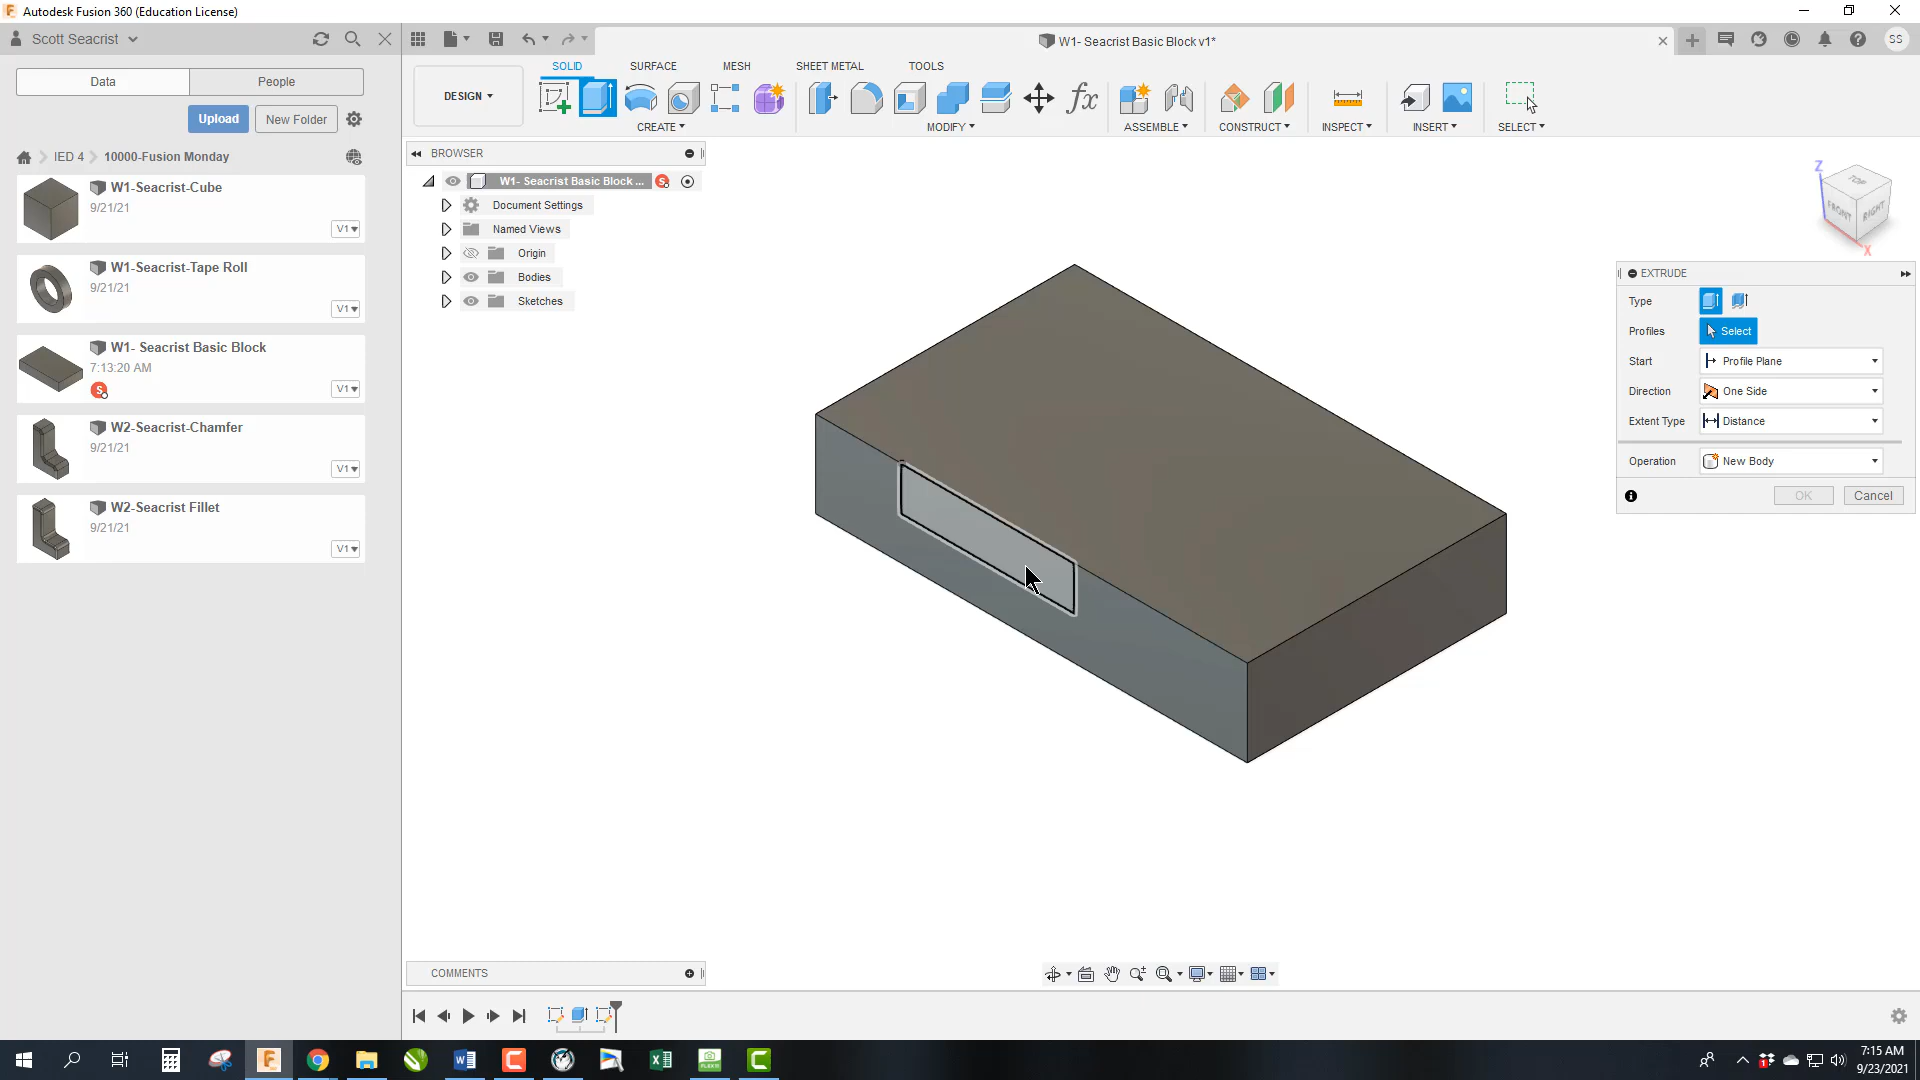 Autodesk Fusion 360 (Education License)
Scott Seacrist
W1- Seacrist Basic Block v1*
SS
Data
People
Upload
New Folder
IED 4
10000-Fusion Monday
W1-Seacrist-Cube
9/21/21
V1
W1-Seacrist-Tape Roll
9/21/21
V1
W1- Seacrist Basic Block
7:13:20 AM
S
V1
W2-Seacrist-Chamfer
9/21/21
V1
W2-Seacrist Fillet
9/21/21
V1
DESIGN
SOLID
SURFACE
MESH
SHEET METAL
TOOLS
CREATE
MODIFY
ASSEMBLE
CONSTRUCT
INSPECT
INSERT
SELECT
BROWSER
W1- Seacrist Basic Block ...
S
Document Settings
Named Views
Origin
Bodies
Sketches
Z
TOP
FRONT
RIGHT
X
EXTRUDE
Type
Profiles
Select
Start
Profile Plane
Direction
One Side
Extent Type
Distance
Operation
New Body
OK
Cancel
COMMENTS
7:15 AM
9/23/2021